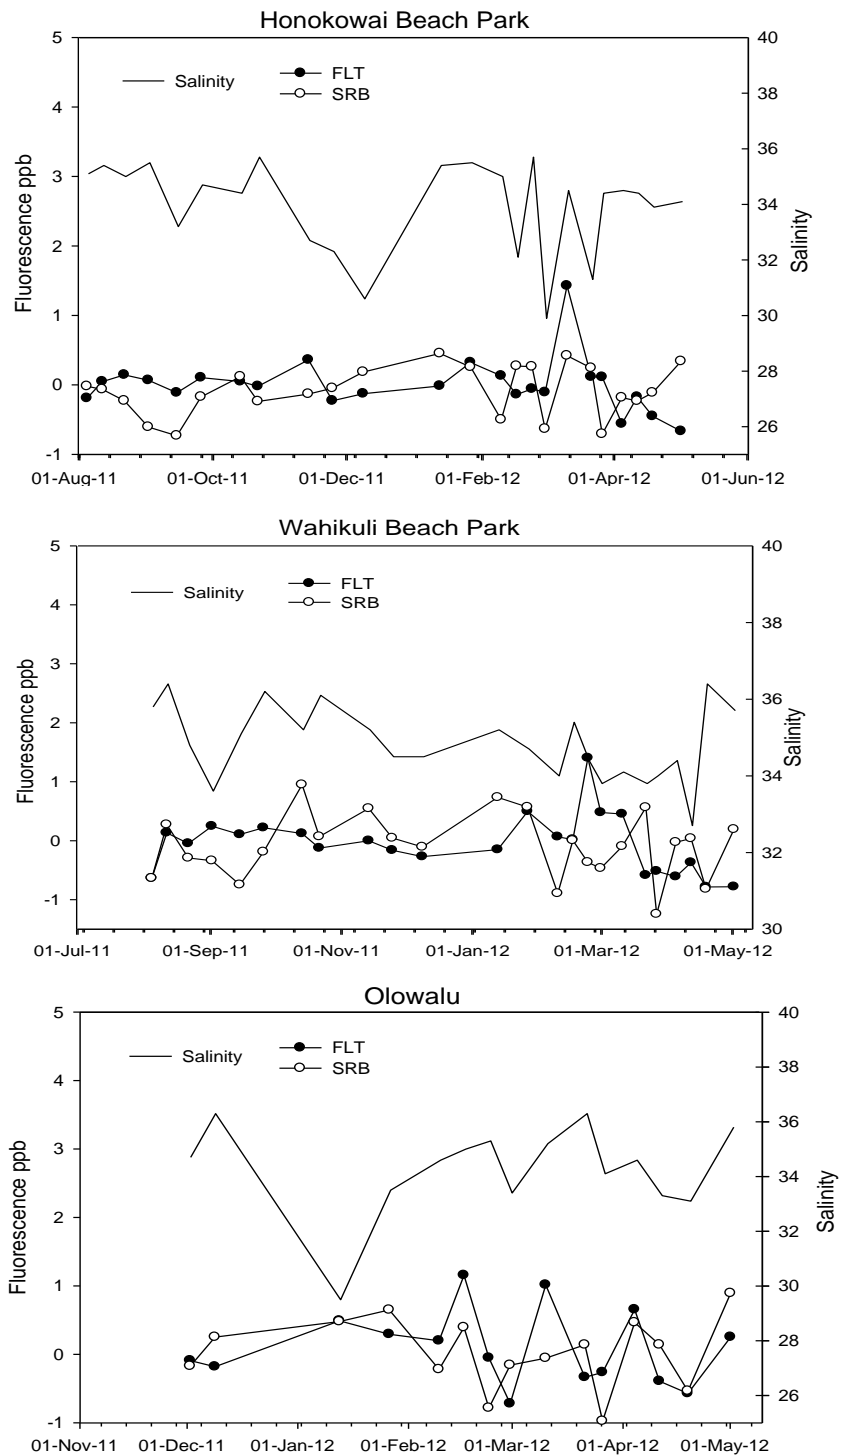 Honokowai Beach Park
5
4
3
2
1
0
-1
40
38
36
34
32
30
28
26
Fluorescence ppb
Salinity
Salinity
FLT
SRB
01-Aug-11 01-Oct-11 01-Dec-11 01-Feb-12 01-Apr-12 01-Jun-12
Wahikuli Beach Park
5
4
3
2
1
0
-1
40
38
36
34
32
30
Fluorescence ppb
Salinity
Salinity
FLT
SRB
01-Jul-11 01-Sep-11 01-Nov-11 01-Jan-12 01-Mar-12 01-May-12
Olowalu
5
4
3
2
1
0
-1
40
38
36
34
32
30
28
26
Fluorescence ppb
Salinity
Salinity
FLT
SRB
01-Nov-11 01-Dec-11 01-Jan-12 01-Feb-12 01-Mar-12 01-Apr-12 01-May-12